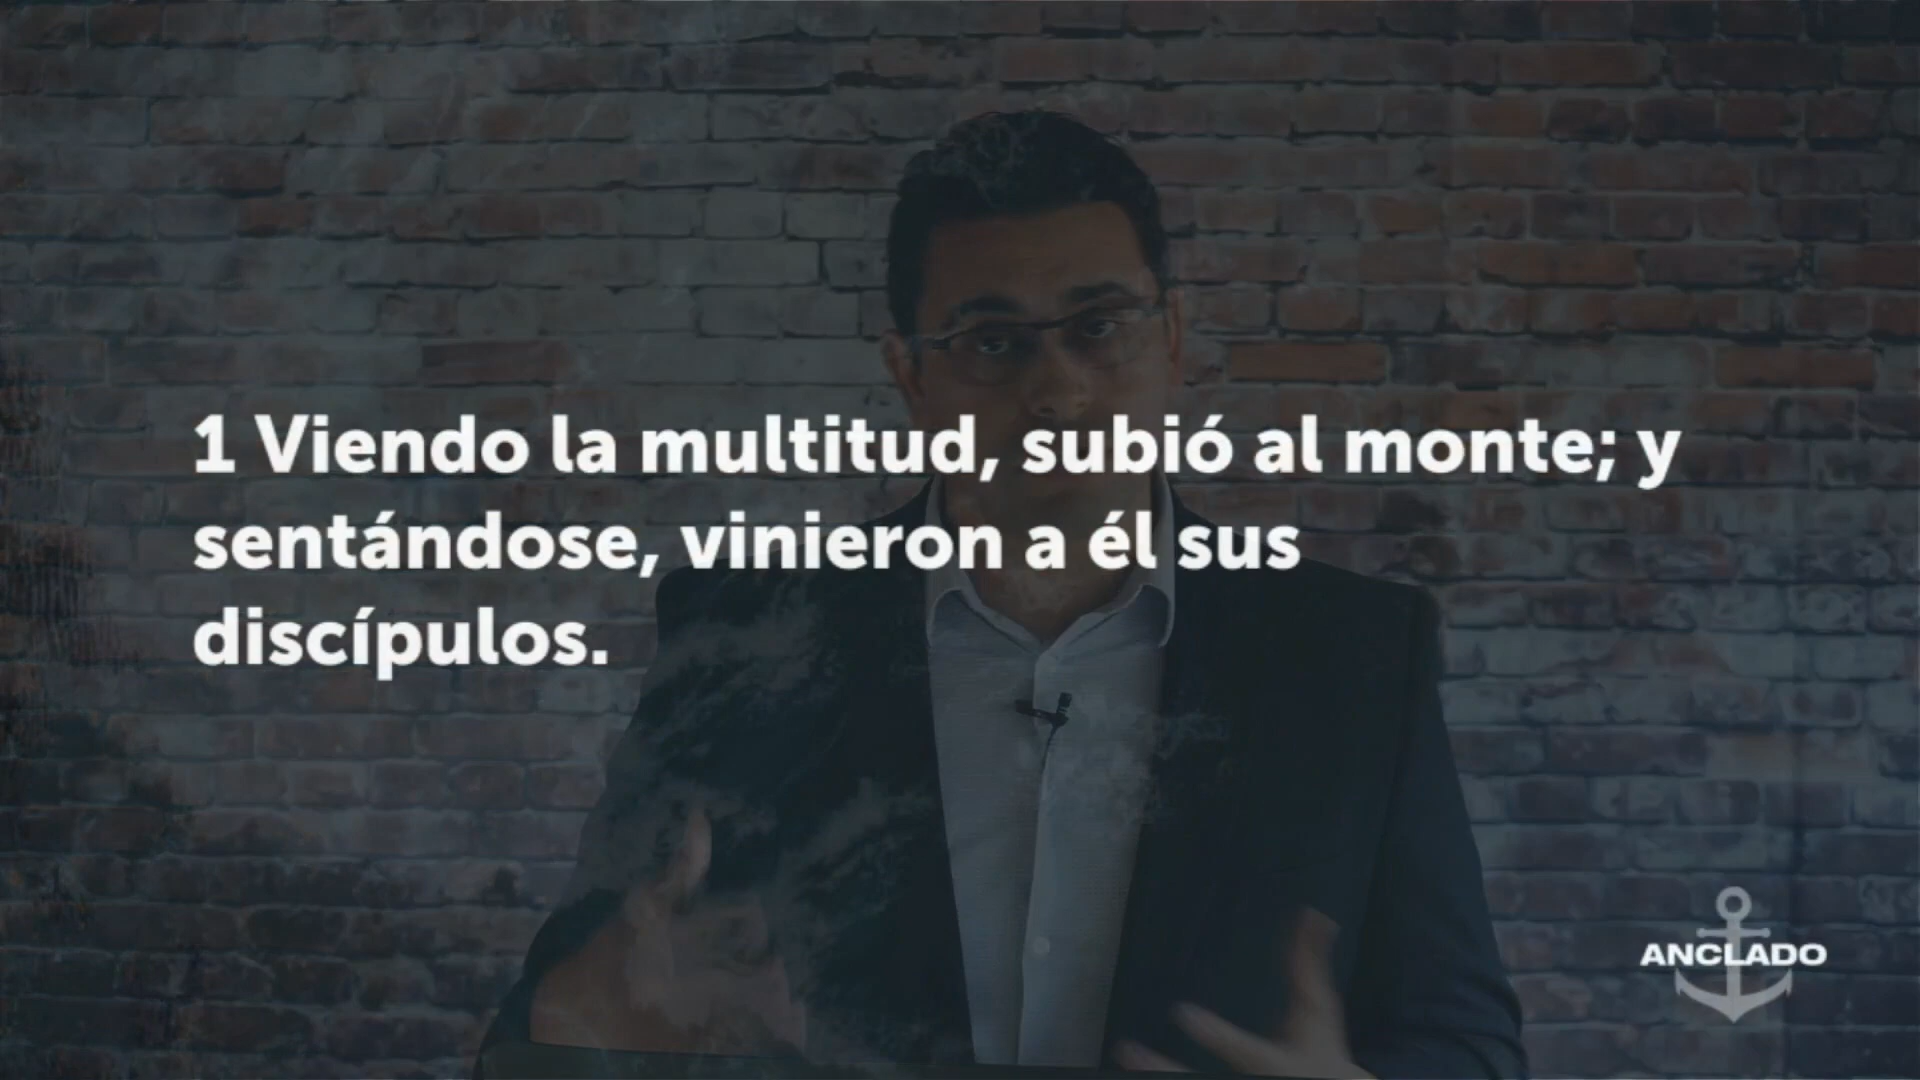 1 Viendo la multitud, subió al monte; y
sentándose, vinieron a él sus
discípulos.
ANCLADO